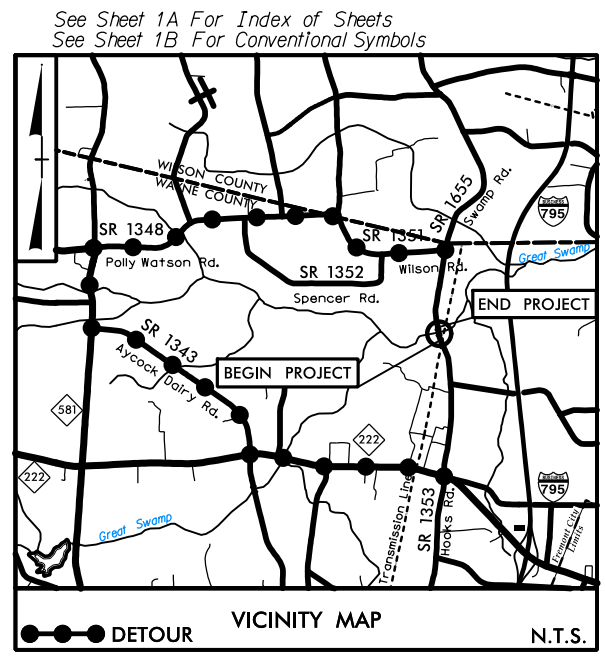 See Sheet 1A For Index of Sheets
See Sheet 1B For Conventional Symbols
WILSON COUNTY
WAYNE COUNTY
SR 1655
Swamp Rd.
BUSINESS
795
SR 1348
SR 1351
Great Swamp
Polly Watson Rd.
SR 1352
Wilson Rd.
Spencer Rd.
END PROJECT
SR 1343
Aycock Dairy Rd.
BEGIN PROJECT
581
222
222
BUSINESS
795
Transmission Line
SR 1353
Hooks Rd.
Great Swamp
Fremont City
Limits
VICINITY MAP
DETOUR
N.T.S.